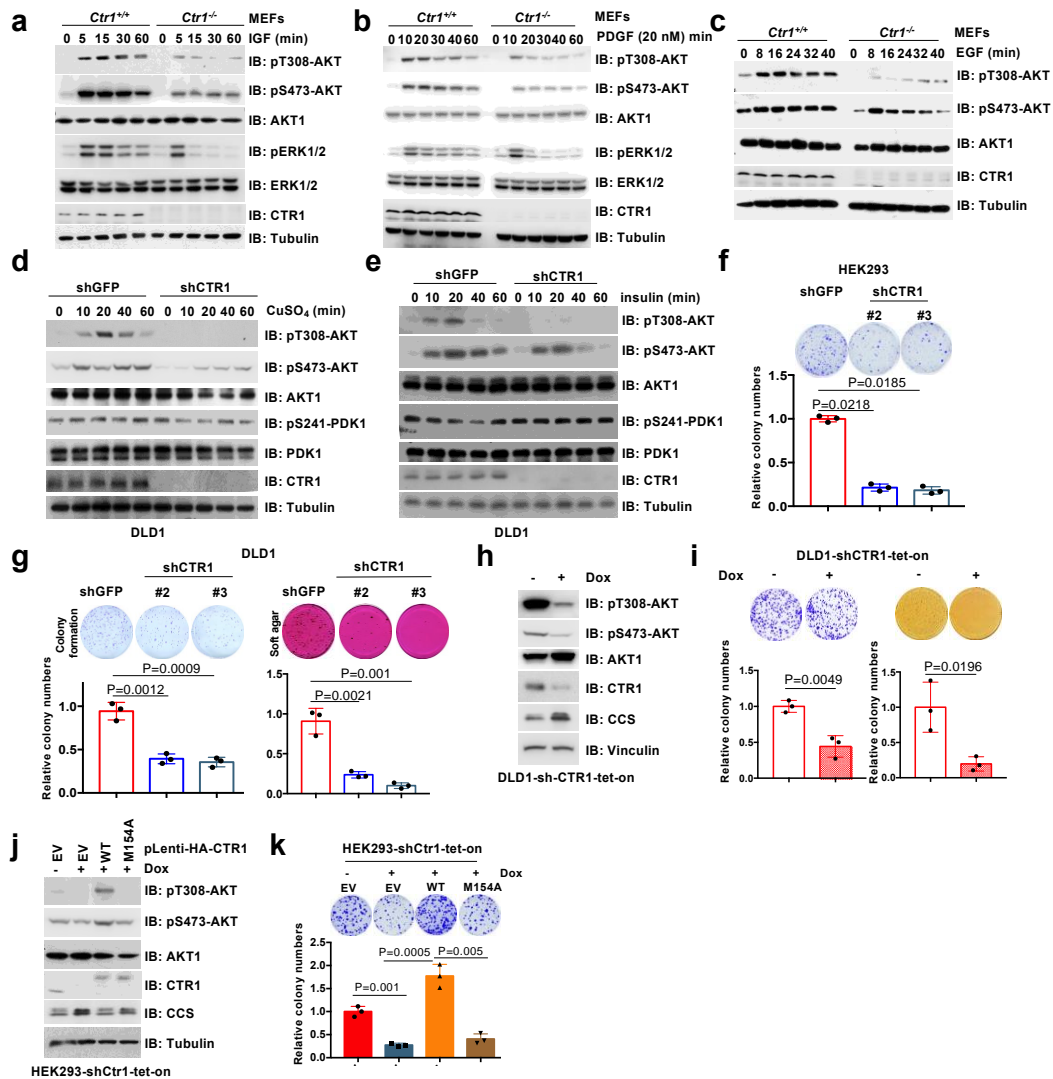 a
Ctr1+/+ Ctr1-/- MEFs
0 5 15 30 60 0 5 15 30 60 IGF (min)
IB: pT308-AKT
IB: pS473-AKT
IB: AKT1
IB: pERK1/2
IB: ERK1/2
IB: CTR1
IB: Tubulin
b
Ctr1+/+ Ctr1-/- MEFs
0 10 20 30 40 60 0 10 20 30 40 60 PDGF (20 nM) min
IB: pT308-AKT
IB: pS473-AKT
IB: AKT1
IB: pERK1/2
IB: ERK1/2
IB: CTR1
IB: Tubulin
c
Ctr1+/+ Ctr1-/- MEFs
0 8 16 24 32 40 0 8 16 24 32 40 EGF (min)
IB: pT308-AKT
IB: pS473-AKT
IB: AKT1
IB: CTR1
IB: Tubulin
d
shGFP shCTR1
0 10 20 40 60 0 10 20 40 60 CuSO4 (min)
IB: pT308-AKT
IB: pS473-AKT
IB: AKT1
IB: pS241-PDK1
IB: PDK1
IB: CTR1
IB: Tubulin
DLD1
e
shGFP shCTR1
0 10 20 40 60 0 10 20 40 60 insulin (min)
IB: pT308-AKT
IB: pS473-AKT
IB: AKT1
IB: pS241-PDK1
IB: PDK1
IB: CTR1
IB: Tubulin
DLD1
f
HEK293
shGFP shCTR1
#2 #3
Relative colony numbers
1.5
1.0
0.5
0.0
P=0.0185
P=0.0218
g
DLD1
shCTR1
shGFP #2 #3
Colony formation
Relative colony numbers
1.0
0.5
0.0
P=0.0009
P=0.0012
shCTR1
shGFP #2 #3
Soft agar
1.5
1.0
0.5
0.0
P=0.001
P=0.0021
h
- + Dox
IB: pT308-AKT
IB: pS473-AKT
IB: AKT1
IB: CTR1
IB: CCS
IB: Vinculin
DLD1-sh-CTR1-tet-on
i
DLD1-shCTR1-tet-on
Dox - + - +
Relative colony numbers
1.5
1.0
0.5
0.0
P=0.0049
1.5
1.0
0.5
0.0
P=0.0196
j
EV EV WT M154A pLenti-HA-CTR1
- + + + Dox
IB: pT308-AKT
IB: pS473-AKT
IB: AKT1
IB: CTR1
IB: CCS
IB: Tubulin
HEK293-shCtr1-tet-on
k
HEK293-shCtr1-tet-on
- + + + Dox
EV EV WT M154A
Relative colony numbers
2.5
2.0
1.5
1.0
0.5
0.0
P=0.0005 P=0.005
P=0.001